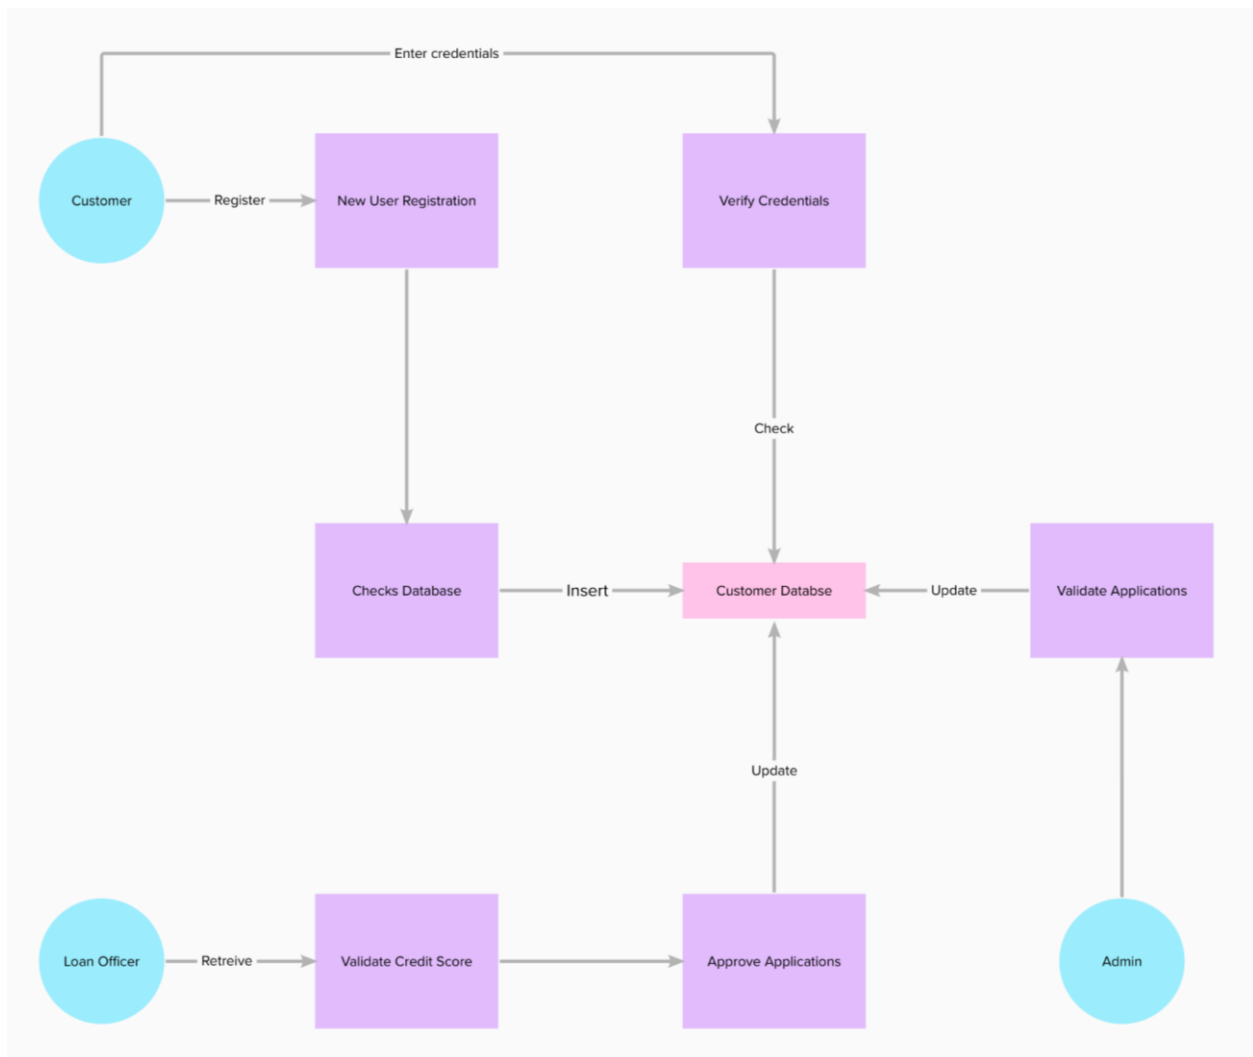 Enter credentials
Customer
Register
New User Registration
Verify Credentials
Check
Checks Database
Insert
Customer Databse
Update
Validate Applications
Update
Loan Officer
Retreive
Validate Credit Score
Approve Applications
Admin